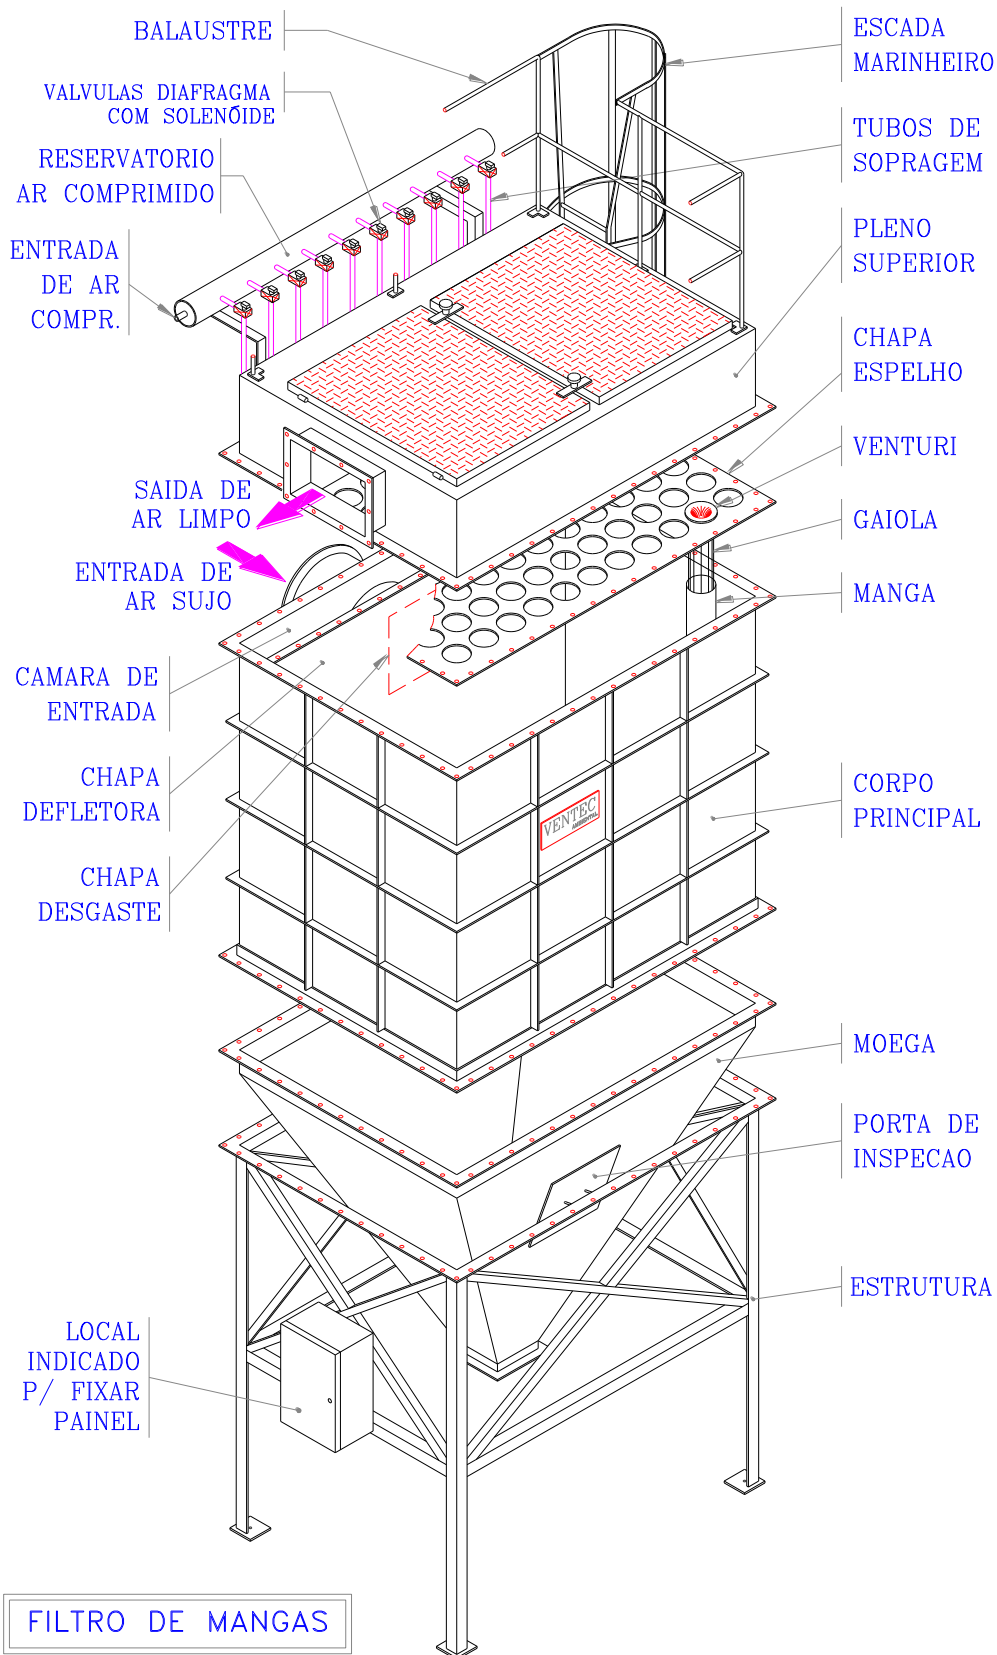 BALAUSTRE
VALVULAS DIAFRAGMA
COM SOLENÓIDE
RESERVATORIO
AR COMPRIMIDO
ENTRADA
DE AR
COMPR.
SAIDA DE
AR LIMPO
ENTRADA DE
AR SUJO
CAMARA DE
ENTRADA
CHAPA
DEFLETORA
CHAPA
DESGASTE
LOCAL
INDICADO
P/ FIXAR
PAINEL
ESCADA
MARINHEIRO
TUBOS DE
SOPRAGEM
PLENO
SUPERIOR
CHAPA
ESPELHO
VENTURI
GAIOLA
MANGA
CORPO
PRINCIPAL
VENTEC
AMBIENTAL
MOEGA
PORTA DE
INSPECAO
ESTRUTURA
FILTRO DE MANGAS